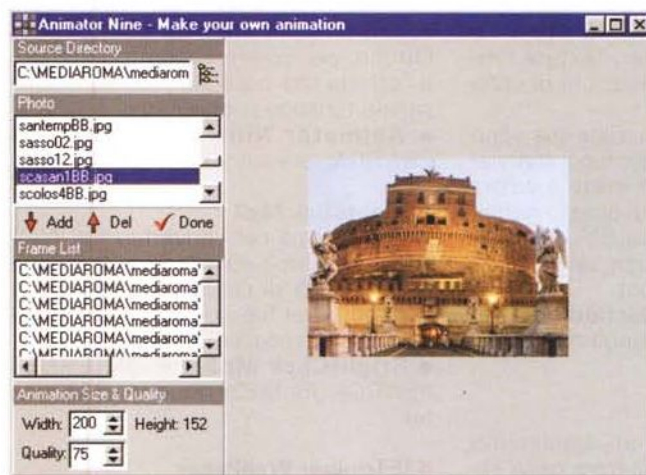 Animator Nine - Make your own animation
Source Directory
C:\MEDIAROMA\mediarom
Photo
santempBB.jpg
sasso02.jpg
sasso12.jpg
scasan1BB.jpg
scolos4BB.jpg
Add Del Done
Frame List
C:\MEDIAROMA\mediaroma'
C:\MEDIAROMA\mediaroma'
C:\MEDIAROMA\mediaroma'
C:\MEDIAROMA\mediaroma'
C:\MEDIAROMA\mediaroma'
C:\MEDIAROMA\mediaroma'
Animation Size & Quality
Width: 200 Height: 152
Quality: 75